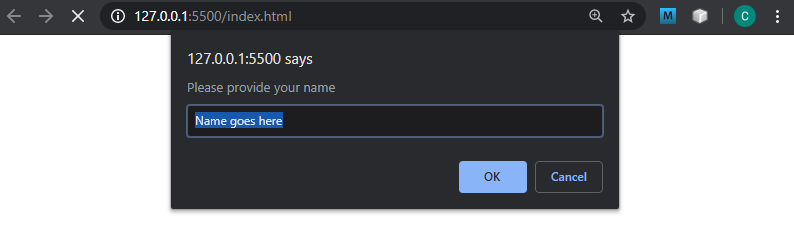 127.0.0.1:5500/index.html
M
C
127.0.0.1:5500 says
Please provide your name
Name goes here
OK Cancel